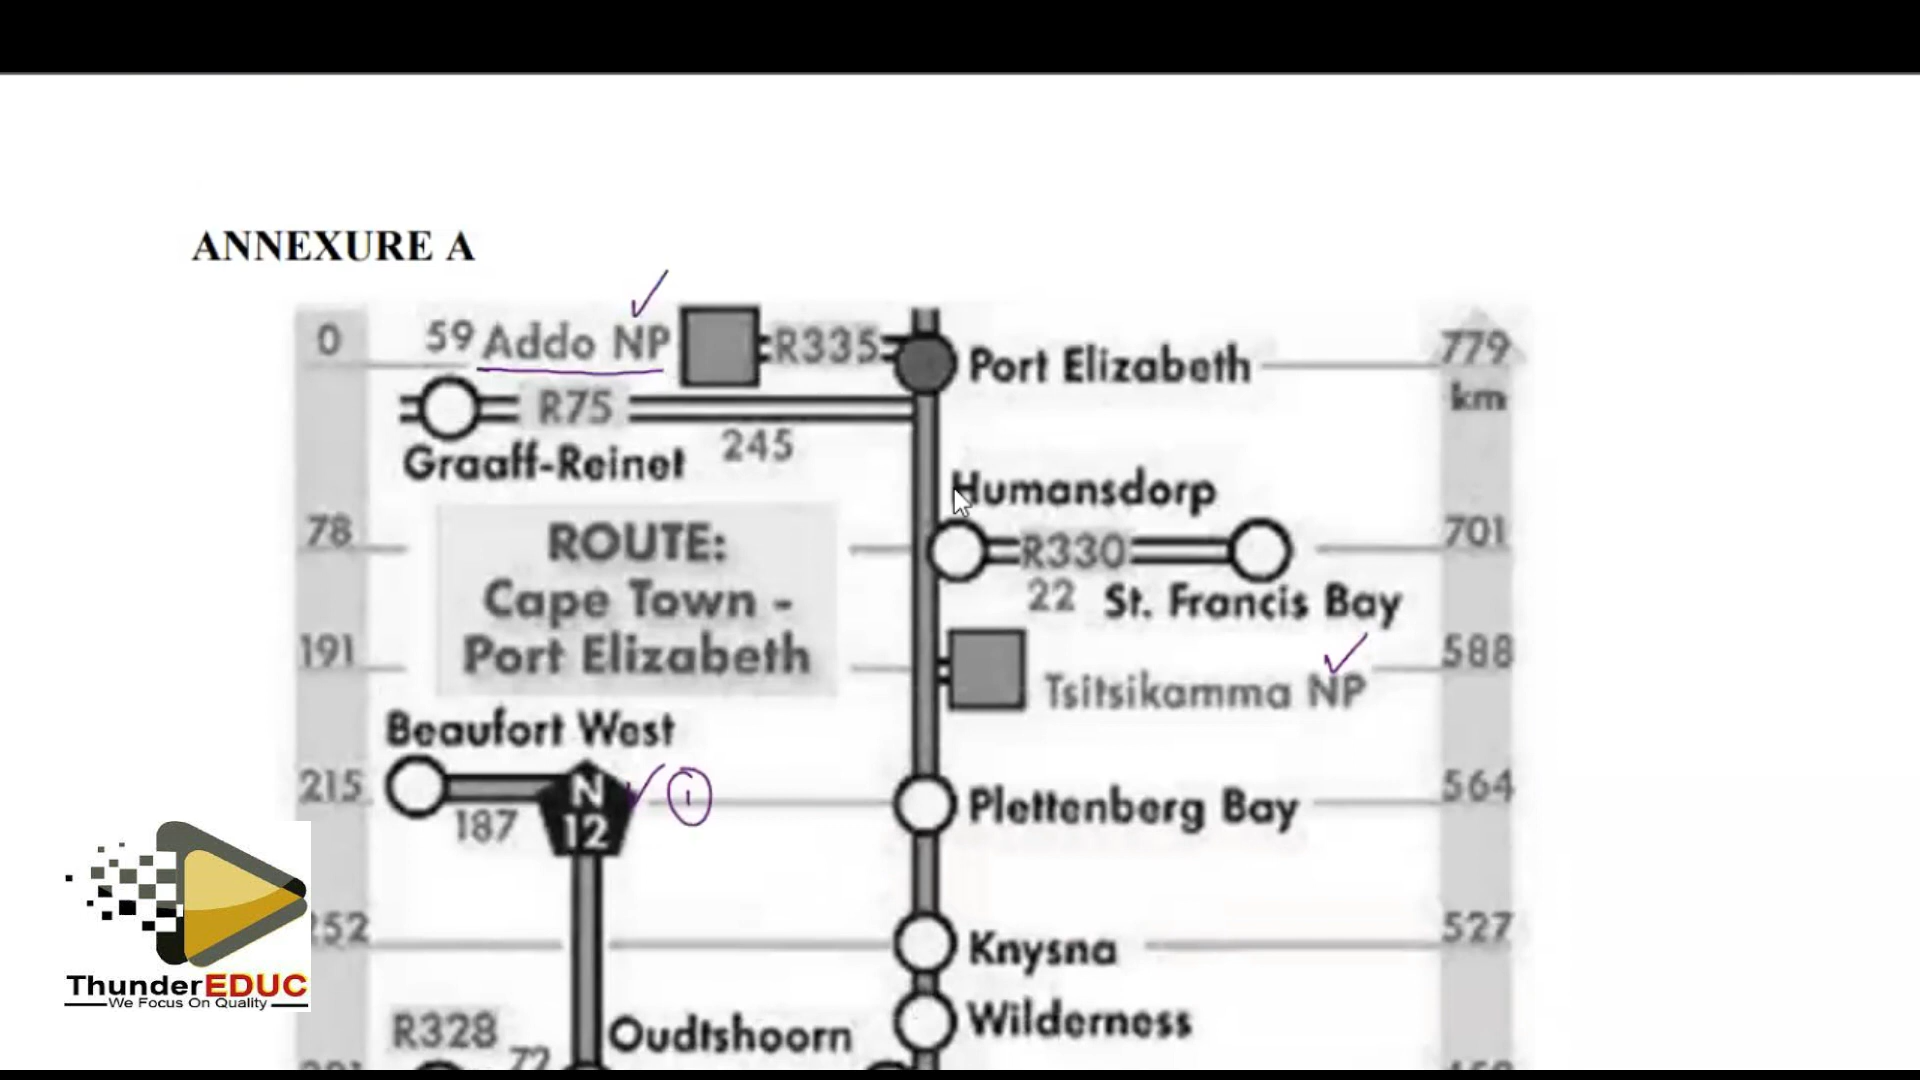 ANNEXURE A
0 59 Addo NP R335 Port Elizabeth 779
km
R75
Graaff-Reinet 245
Humansdorp
78 ROUTE: R330 701
Cape Town - 22 St. Francis Bay
191 Port Elizabeth 588
Tsitsikamma NP
Beaufort West
215 N 564
187 12 1 Plettenberg Bay
252 Knysna 527
Wilderness
R328 Oudtshoorn
72
ThunderEDUC
We Focus On Quality